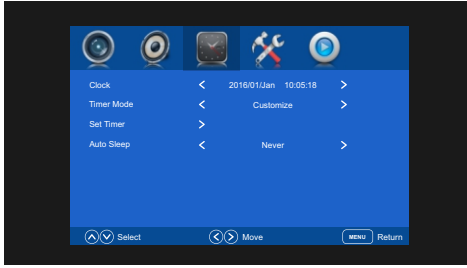 Clock 2016/01/Jan 10:05:18
Timer Mode Customize
Set Timer
Auto Sleep Never
Select Move MENU Return